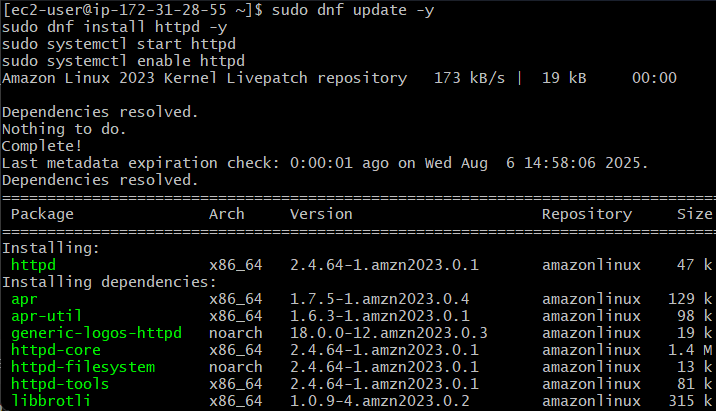 [ec2-user@ip-172-31-28-55 ~]$ sudo dnf update -y
sudo dnf install httpd -y
sudo systemctl start httpd
sudo systemctl enable httpd
Amazon Linux 2023 Kernel Livepatch repository   173 kB/s |  19 kB     00:00
Dependencies resolved.
Nothing to do.
Complete!
Last metadata expiration check: 0:00:01 ago on Wed Aug  6 14:58:06 2025.
Dependencies resolved.
================================================================================
 Package              Arch     Version                      Repository     Size
================================================================================
Installing:
 httpd                x86_64   2.4.64-1.amzn2023.0.1        amazonlinux    47 k
Installing dependencies:
 apr                  x86_64   1.7.5-1.amzn2023.0.4         amazonlinux   129 k
 apr-util             x86_64   1.6.3-1.amzn2023.0.1         amazonlinux    98 k
 generic-logos-httpd  noarch   18.0.0-12.amzn2023.0.3       amazonlinux    19 k
 httpd-core           x86_64   2.4.64-1.amzn2023.0.1        amazonlinux   1.4 M
 httpd-filesystem     noarch   2.4.64-1.amzn2023.0.1        amazonlinux    13 k
 httpd-tools          x86_64   2.4.64-1.amzn2023.0.1        amazonlinux    81 k
 libbrotli            x86_64   1.0.9-4.amzn2023.0.2         amazonlinux   315 k